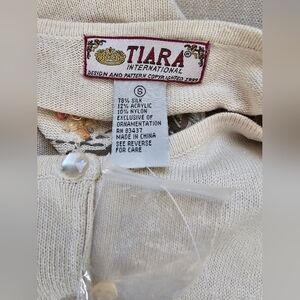 TIARA®
INTERNATIONAL
DESIGN AND PATTERN COPYRIGHTED 1997
S
78% SILK
12% ACRYLIC
10% NYLON
EXCLUSIVE OF
ORNAMENTATION
RN 83437
MADE IN CHINA
SEE REVERSE
FOR CARE